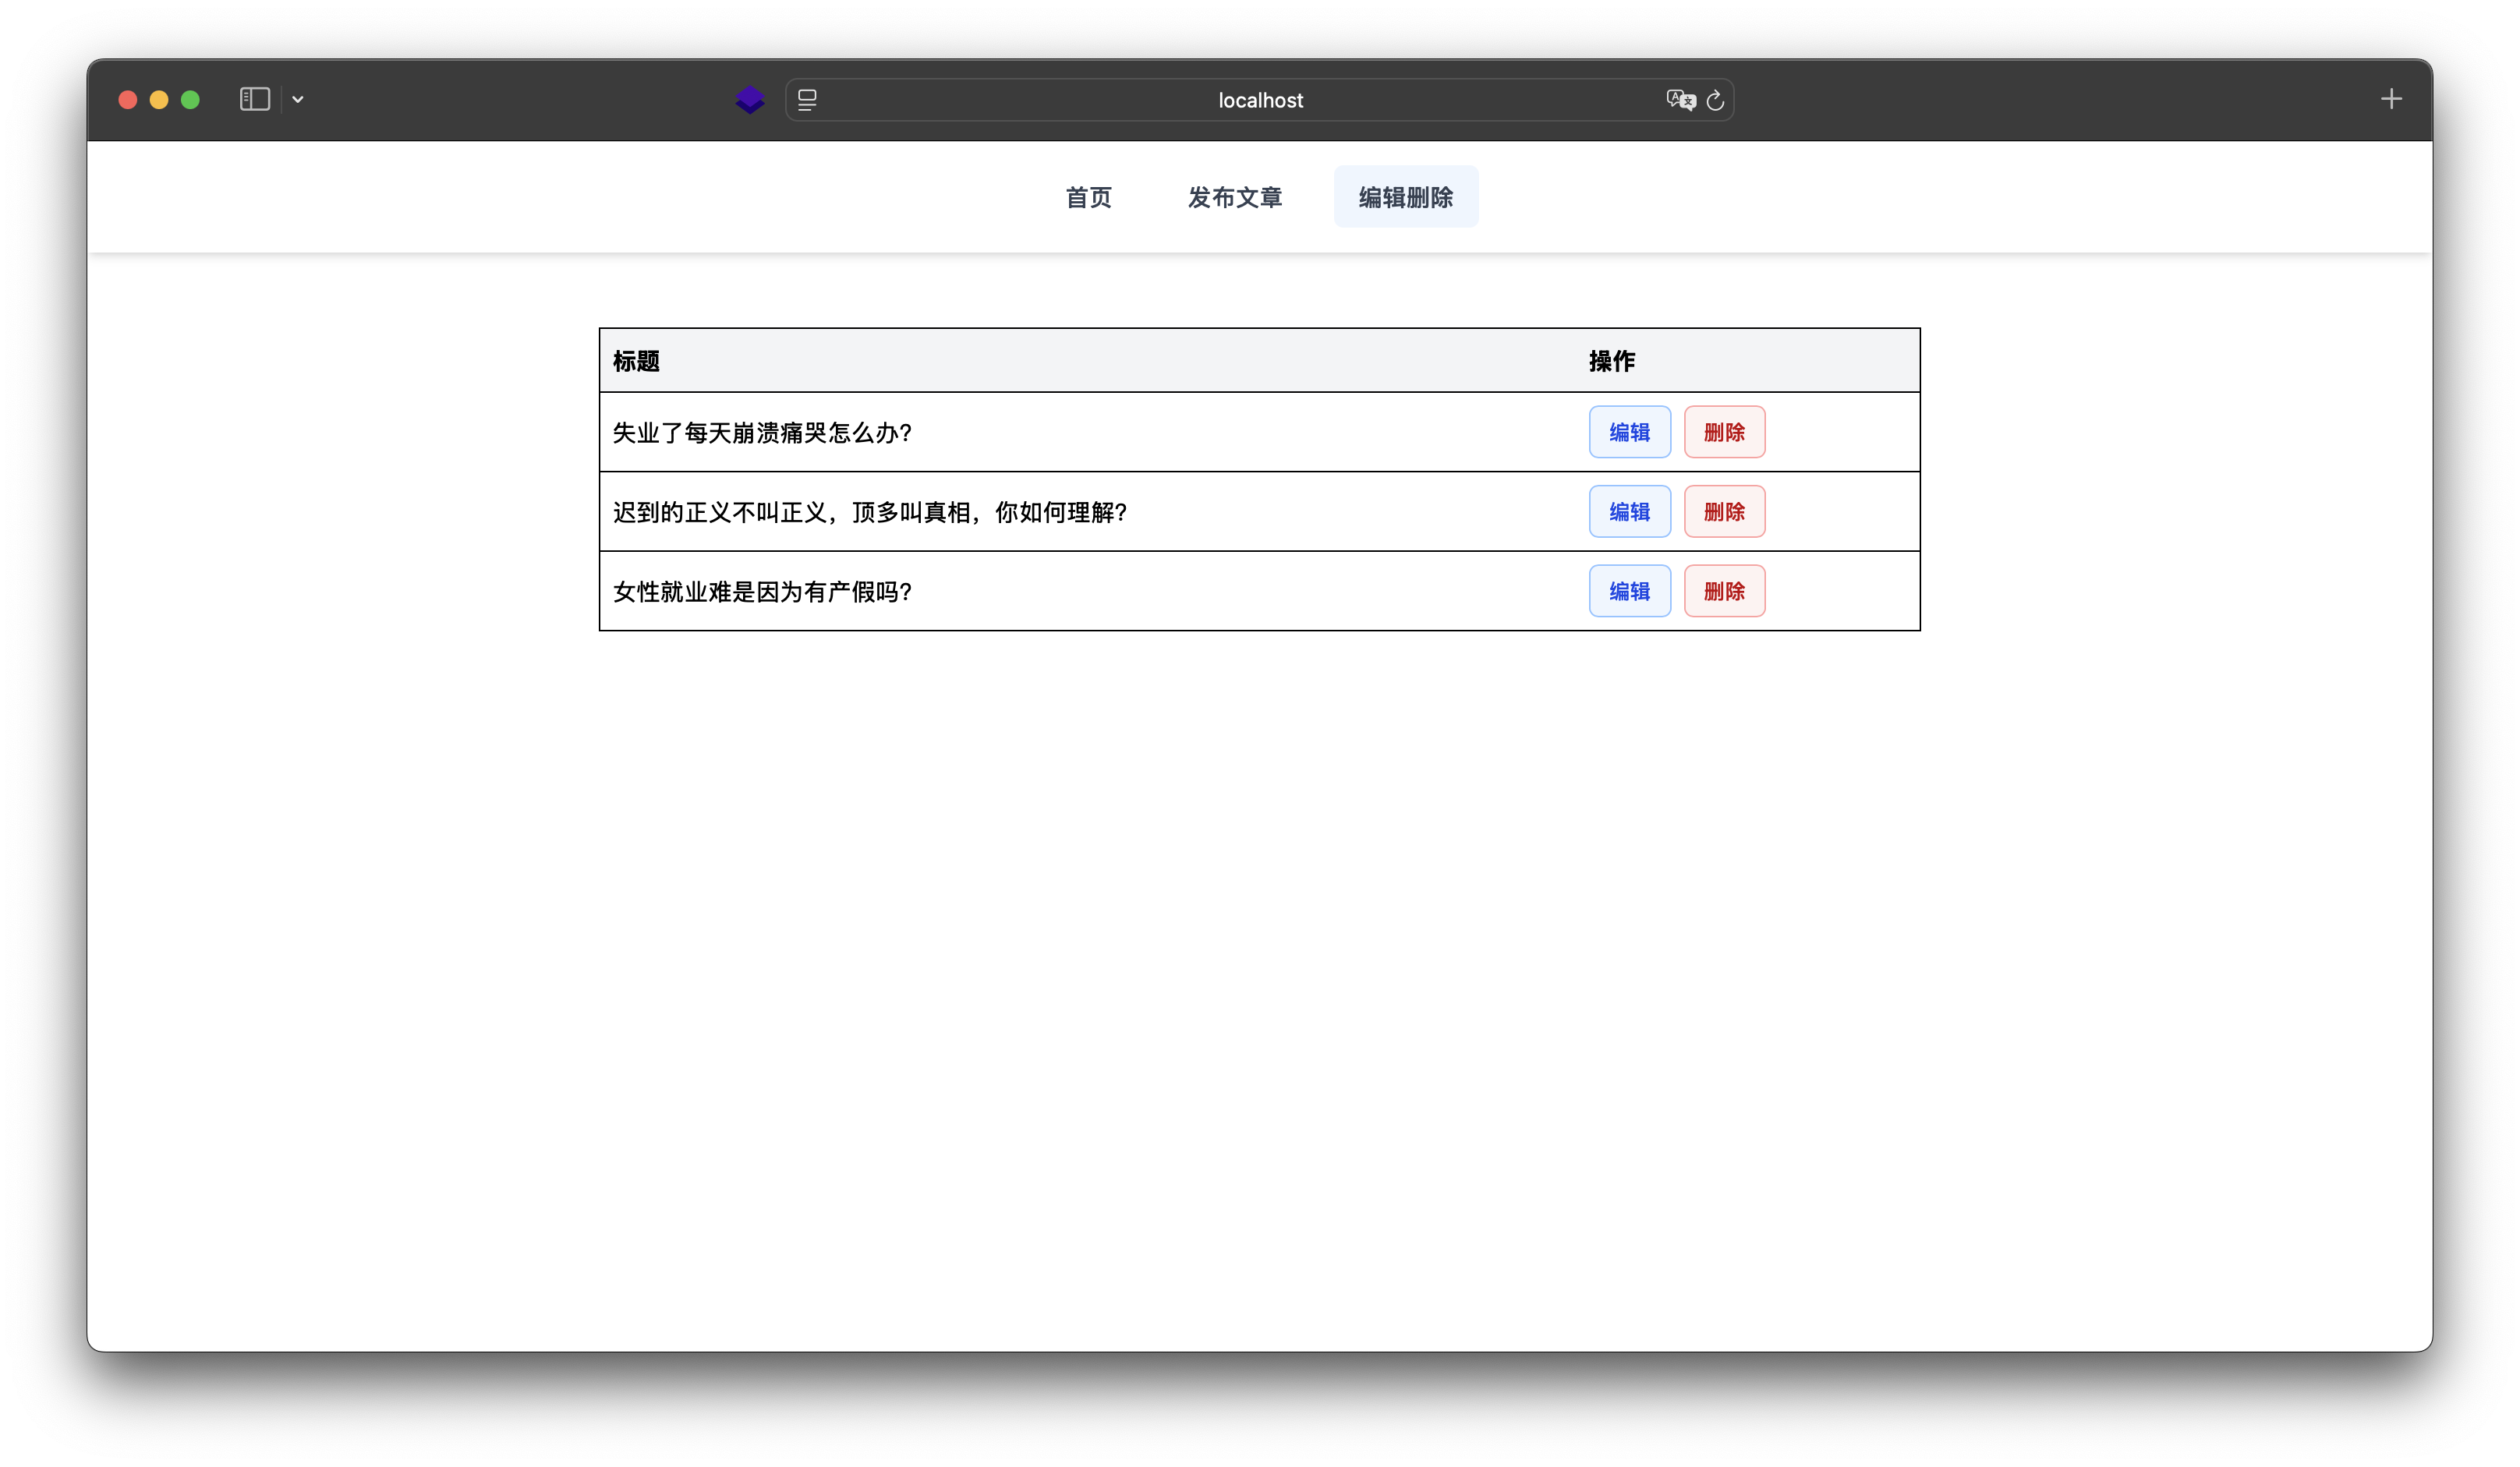 localhost
首页 发布文章 编辑删除
标题 操作
失业了每天崩溃痛哭怎么办? 编辑 删除
迟到的正义不叫正义，顶多叫真相，你如何理解? 编辑 删除
女性就业难是因为有产假吗? 编辑 删除